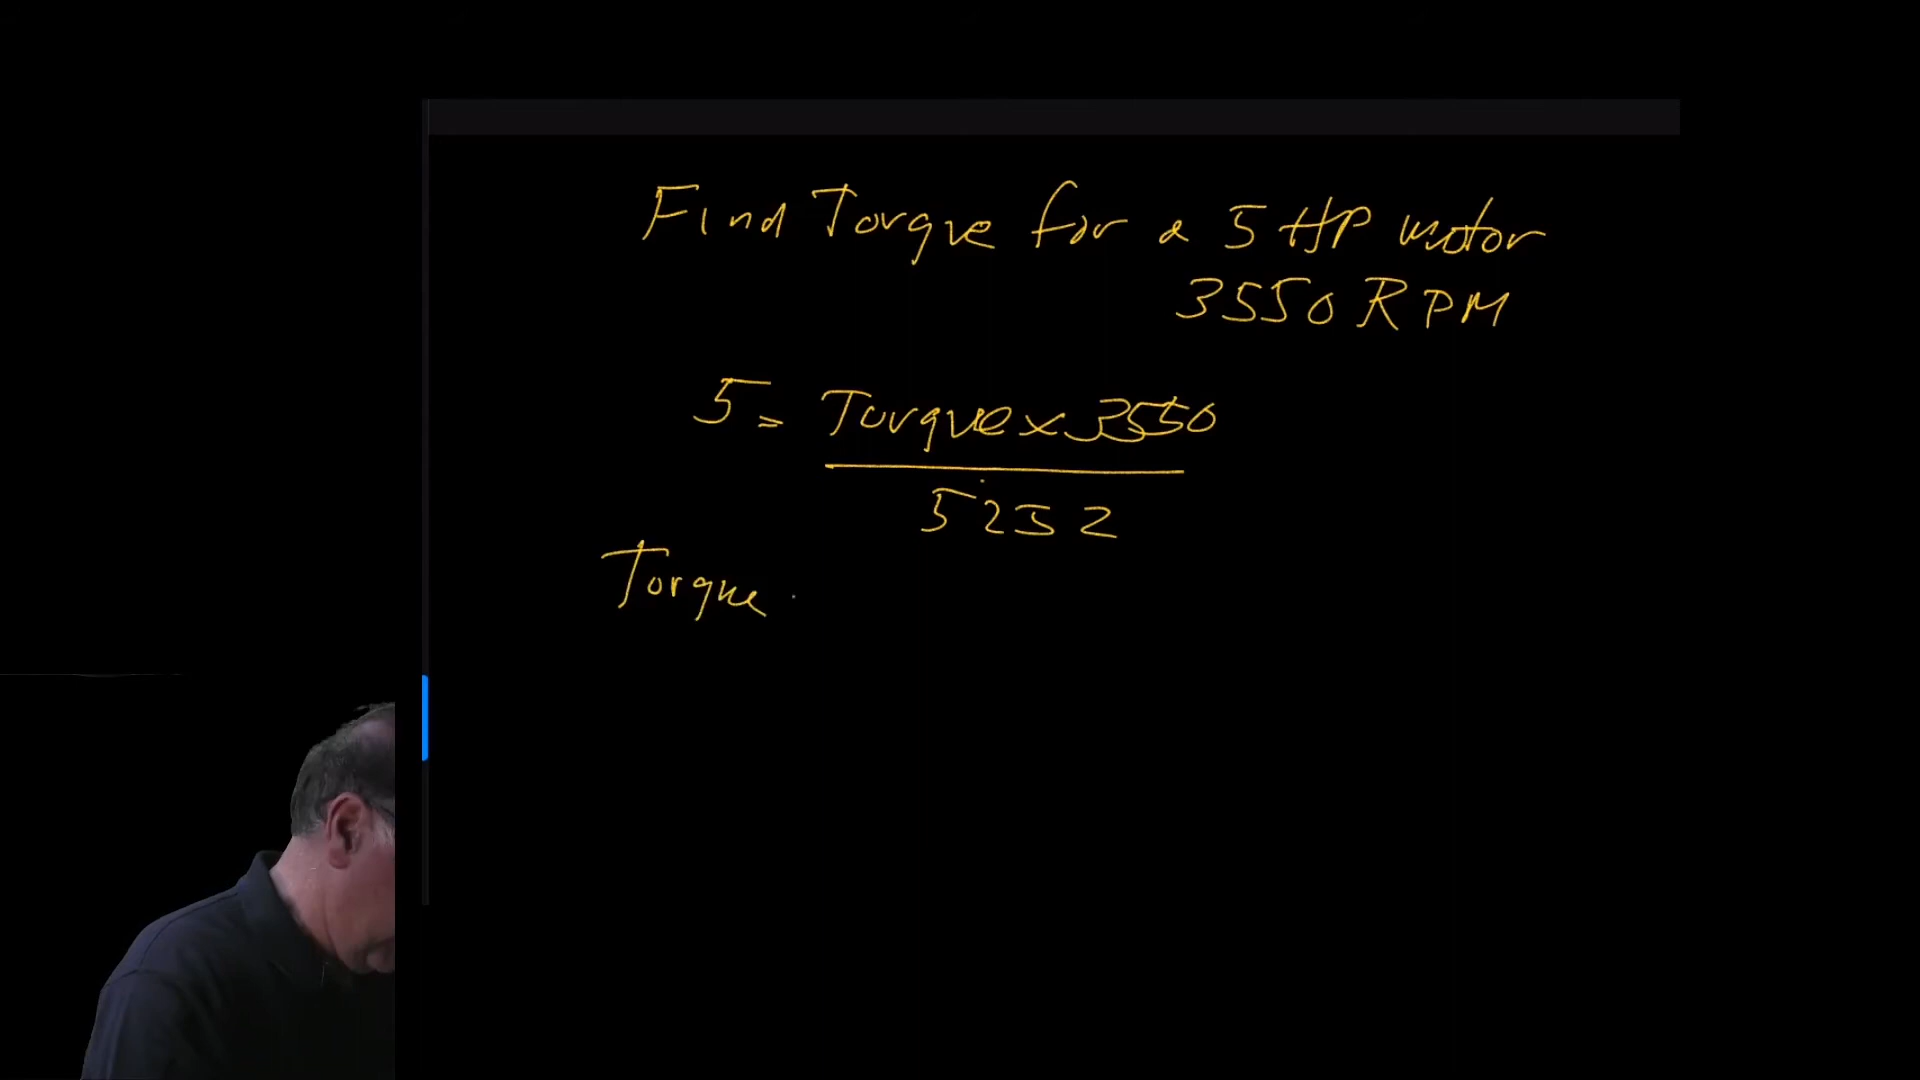 Find Torque for a 5 HP motor
3550 RPM
5 = Torque x 3550
5252
Torque